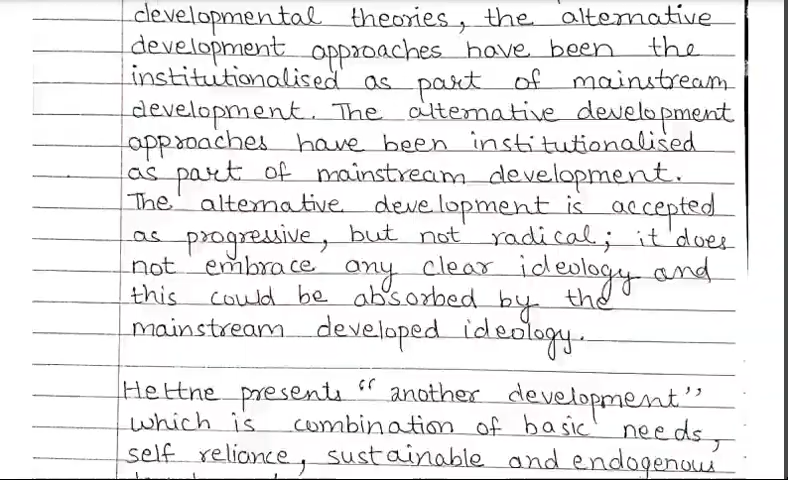 developmental theories, the alternative
development approaches have been the
institutionalised as part of mainstream
development. The alternative development
approaches have been institutionalised
as part of mainstream development.
The alternative development is accepted
as progressive, but not radical; it does
not embrace any clear ideology and
this could be absorbed by the
mainstream developed ideology.
Hettne presents "another development"
which is combination of basic needs,
self reliance, sustainable and endogenous